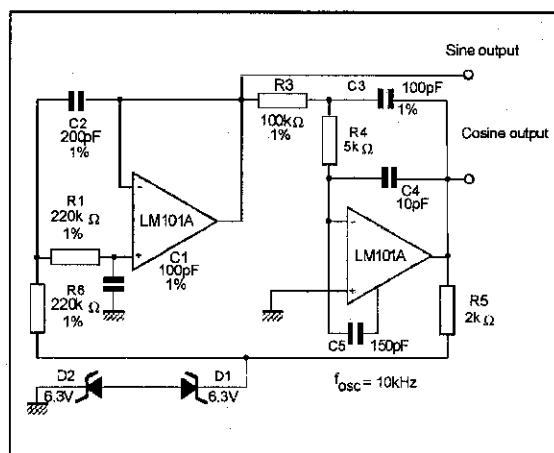 Sine output
C3
100pF
1%
R3
100kΩ
1%
C2
200pF
1%
Cosine output
R4
5kΩ
C4
10pF
-
LM101A
+
R1
220kΩ
1%
C1
100pF
1%
-
LM101A
+
R6
220kΩ
1%
R5
2kΩ
C5
150pF
D2
6.3V
D1
6.3V
fosc = 10kHz